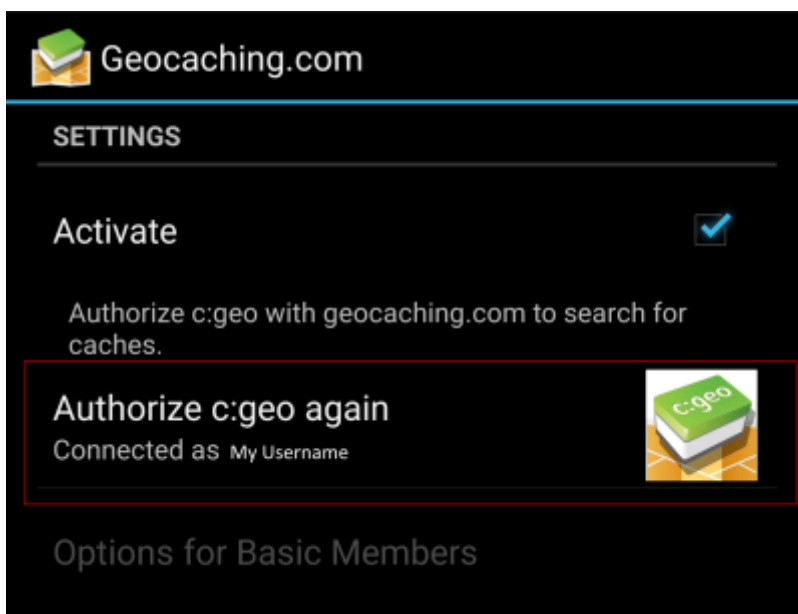 Geocaching.com
SETTINGS
Activate
Authorize c:geo with geocaching.com to search for
caches.
Authorize c:geo again
c:geo
Connected as My Username
Options for Basic Members